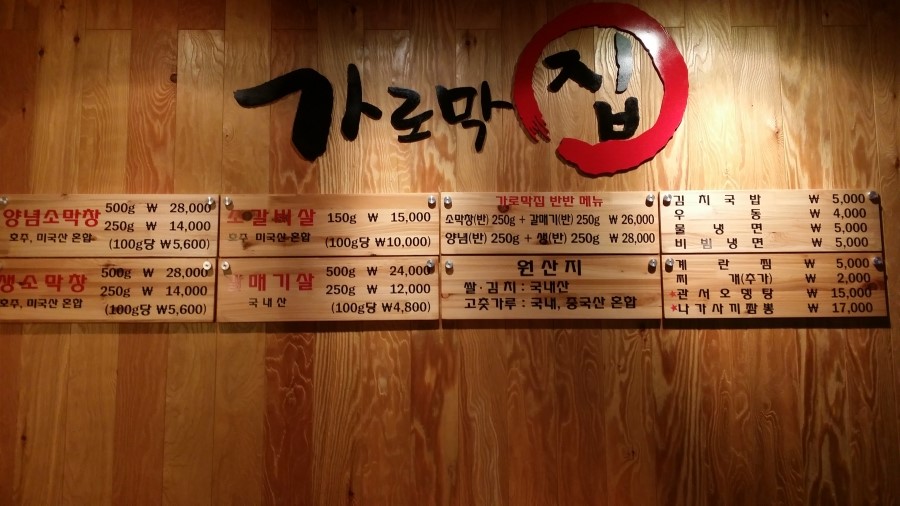 가로막집
양념소막창 500g ₩ 28,000
250g ₩ 14,000
호주, 미국산 혼합 (100g당 ₩5,600)
소갈비살 150g ₩ 15,000
호주 미국산 혼합 (100g당 ₩10,000)
가로막집 반반 메뉴
소막창(반) 250g + 갈매기(반) 250g ₩ 26,000
양념(반) 250g + 생(반) 250g ₩ 28,000
김치국밥 ₩ 5,000
우동 ₩ 4,000
물냉면 ₩ 5,000
비빔냉면 ₩ 5,000
생소막창 500g ₩ 28,000
250g ₩ 14,000
호주, 미국산 혼합 (100g당 ₩5,600)
갈매기살 500g ₩ 24,000
250g ₩ 12,000
국내산 (100g당 ₩4,800)
원산지
쌀·김치 : 국내산
고춧가루 : 국내, 중국산 혼합
계란찜 ₩ 5,000
찌개(추가) ₩ 2,000
*관서오뎅탕 ₩ 15,000
*나가사끼짬뽕 ₩ 17,000